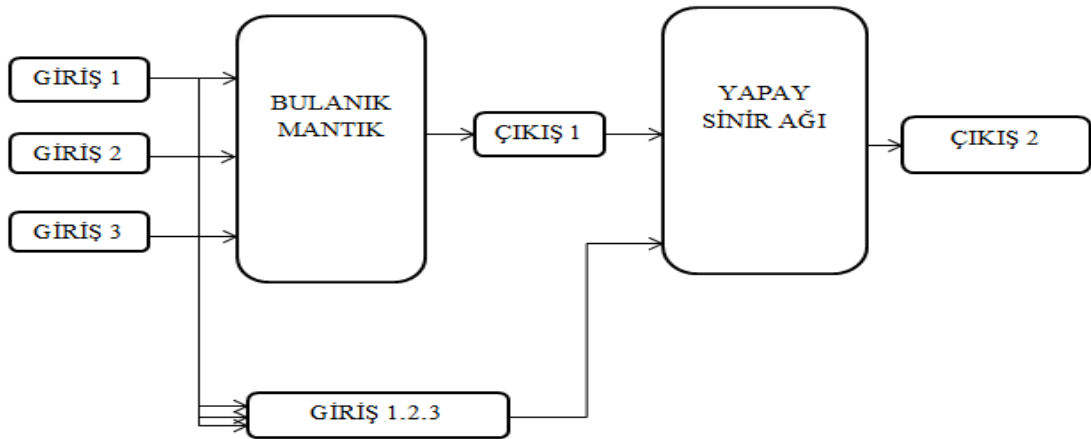 GİRİŞ 1
GİRİŞ 2
GİRİŞ 3
BULANIK
MANTIK
ÇIKIŞ 1
YAPAY
SİNİR AĞI
ÇIKIŞ 2
GİRİŞ 1.2.3